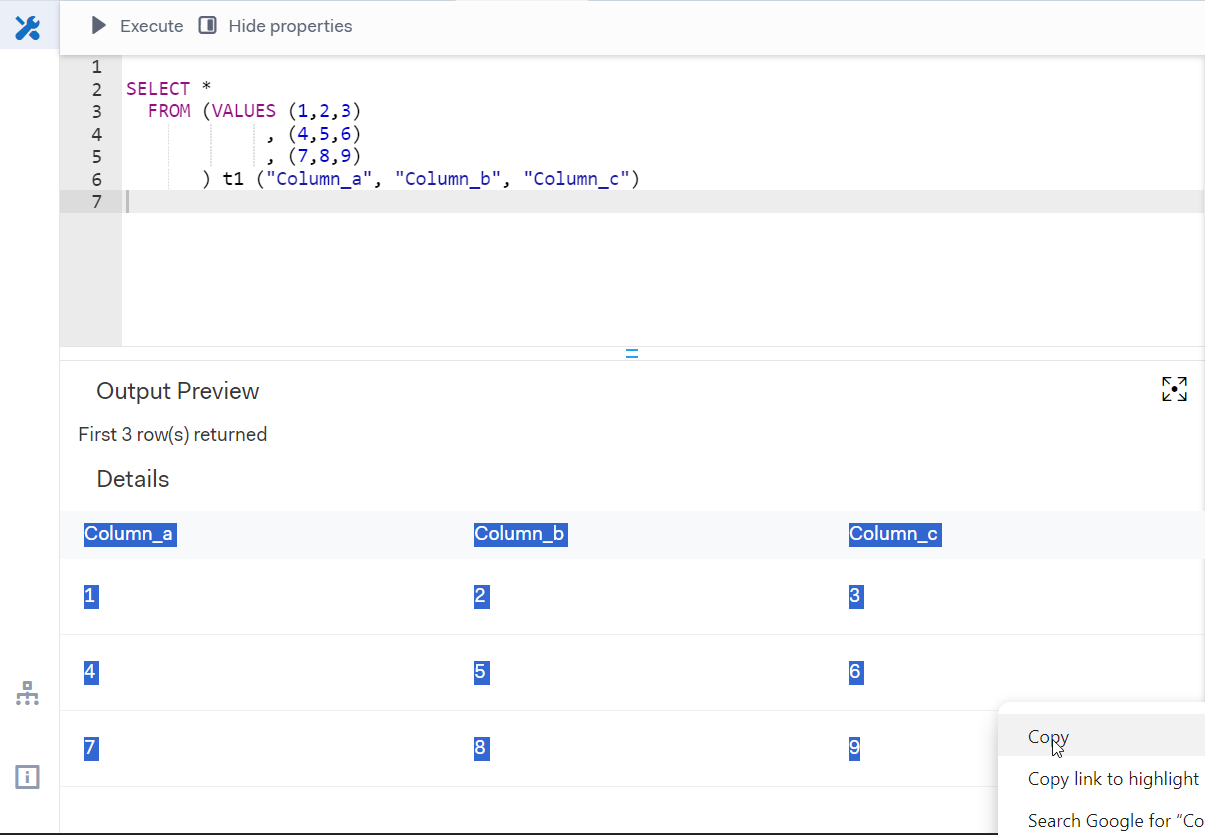 Execute Hide properties
1
2 SELECT *
3 FROM (VALUES (1,2,3)
4 , (4,5,6)
5 , (7,8,9)
6 ) t1 ("Column_a", "Column_b", "Column_c")
7
Output Preview
First 3 row(s) returned
Details
Column_a Column_b Column_c
1 2 3
4 5 6
7 8 9
Copy
Copy link to highlight
Search Google for “Co